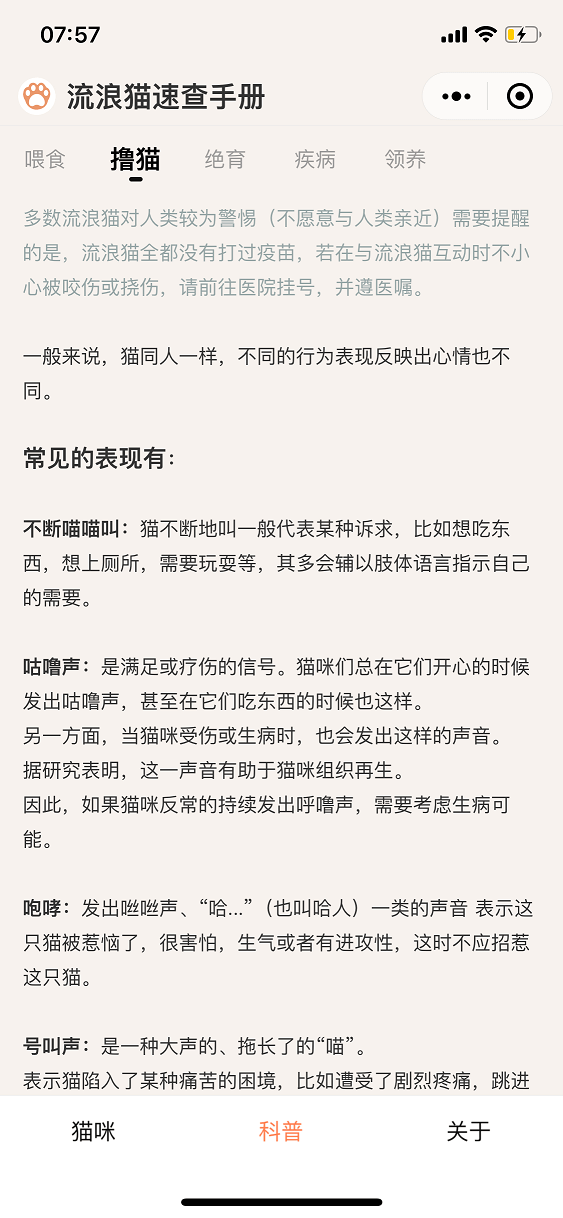 07:57
流浪猫速查手册
喂食 撸猫 绝育 疾病 领养
多数流浪猫对人类较为警惕（不愿意与人类亲近）需要提醒
的是，流浪猫全都没有打过疫苗，若在与流浪猫互动时不小
心被咬伤或挠伤，请前往医院挂号，并遵医嘱。
一般来说，猫同人一样，不同的行为表现反映出心情也不
同。
常见的表现有：
不断喵喵叫：猫不断地叫一般代表某种诉求，比如想吃东
西，想上厕所，需要玩耍等，其多会辅以肢体语言指示自己
的需要。
咕噜声：是满足或疗伤的信号。猫咪们总在它们开心的时候
发出咕噜声，甚至在它们吃东西的时候也这样。
另一方面，当猫咪受伤或生病时，也会发出这样的声音。
据研究表明，这一声音有助于猫咪组织再生。
因此，如果猫咪反常的持续发出呼噜声，需要考虑生病可
能。
咆哮：发出咝咝声、“哈...”（也叫哈人）一类的声音 表示这
只猫被惹恼了，很害怕，生气或者有进攻性，这时不应招惹
这只猫。
号叫声：是一种大声的、拖长了的“喵”。
表示猫陷入了某种痛苦的困境，比如遭受了剧烈疼痛，跳进
猫咪 科普 关于